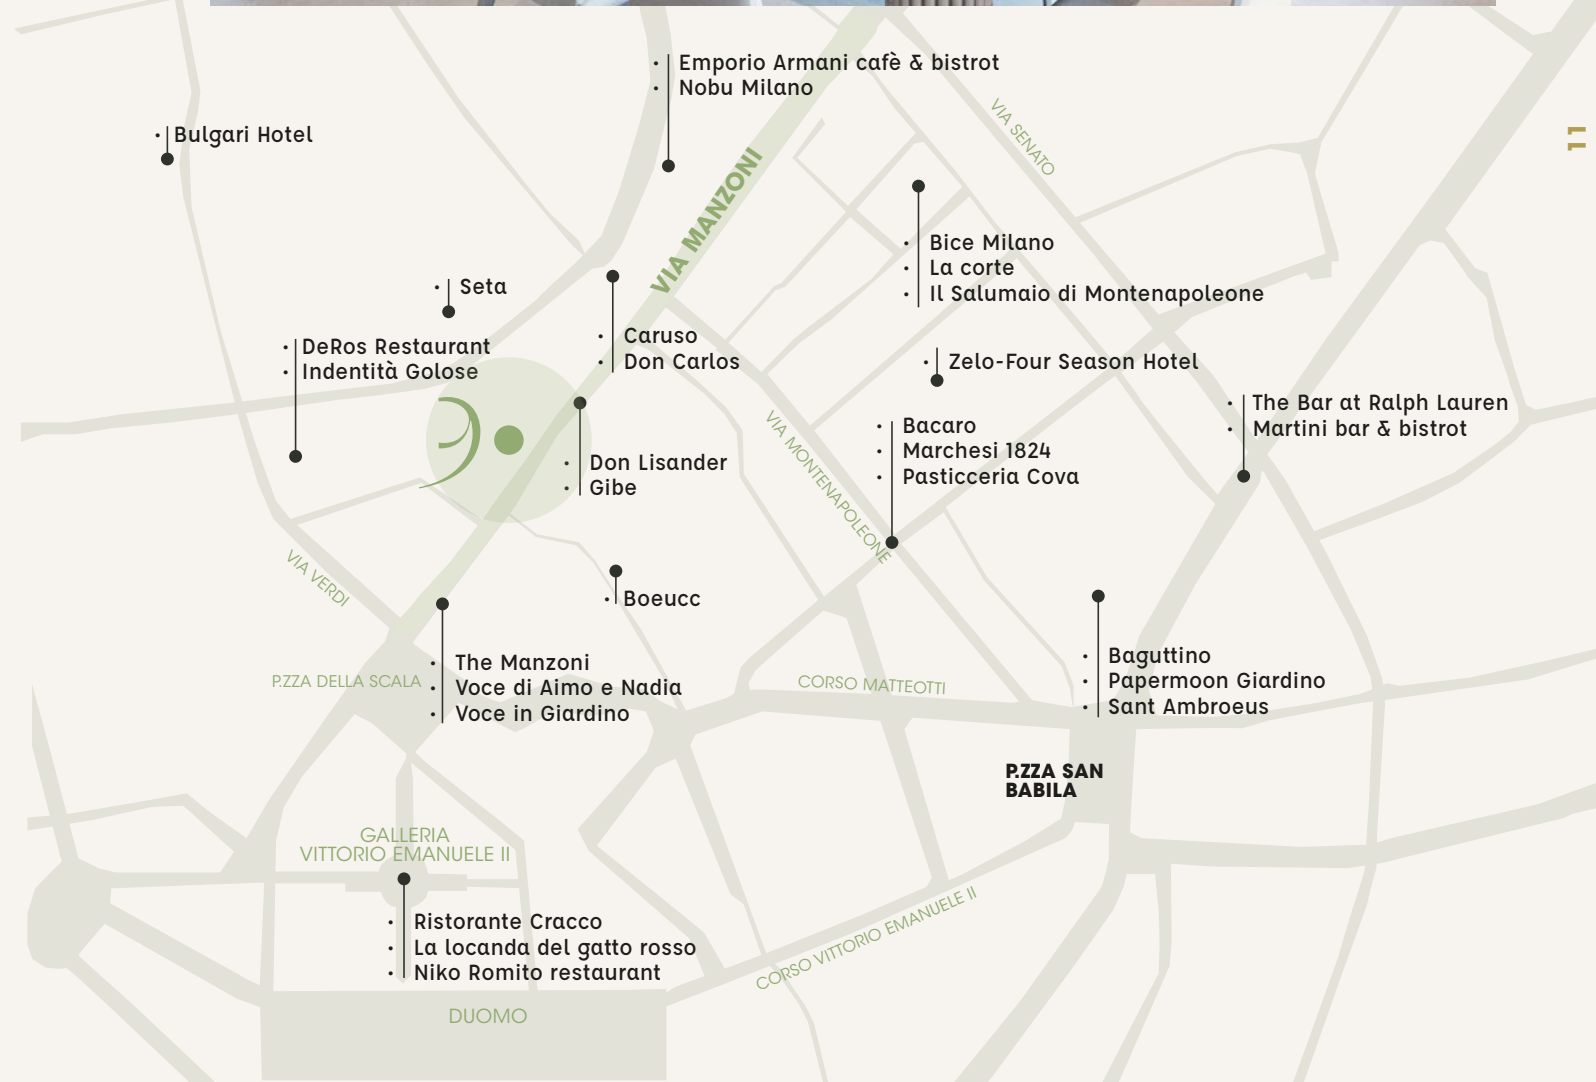 Emporio Armani cafè & bistrot
Nobu Milano
11
VIA SENATO
Bulgari Hotel
VIA MANZONI
Bice Milano
La corte
Il Salumaio di Montenapoleone
Seta
Caruso
Don Carlos
DeRos Restaurant
Indentità Golose
Zelo-Four Season Hotel
The Bar at Ralph Lauren
Martini bar & bistrot
VIA MONTENAPOLEONE
Bacaro
Marchesi 1824
Pasticceria Cova
Don Lisander
Gibe
VIA VERDI
Boeucc
The Manzoni
Voce di Aimo e Nadia
Voce in Giardino
P.ZZA DELLA SCALA
CORSO MATTEOTTI
Baguttino
Papermoon Giardino
Sant Ambroeus
P.ZZA SAN
BABILA
GALLERIA
VITTORIO EMANUELE II
Ristorante Cracco
La locanda del gatto rosso
Niko Romito restaurant
CORSO VITTORIO EMANUELE II
DUOMO